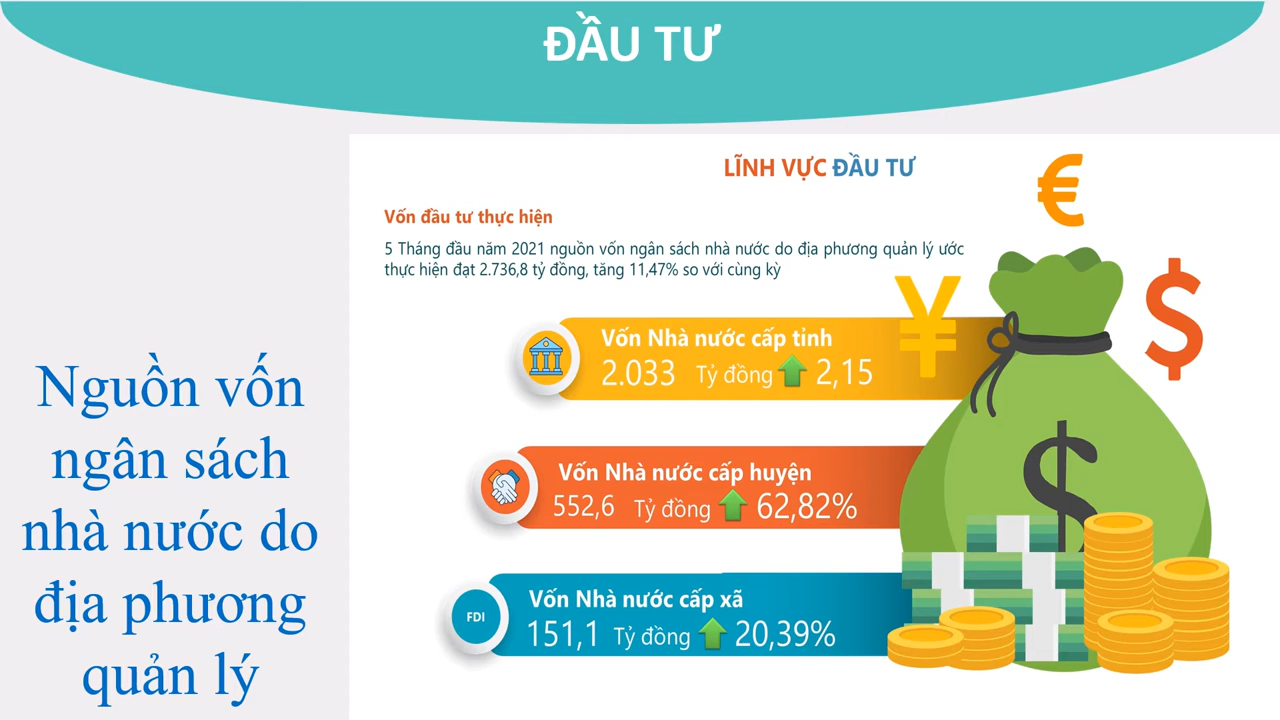 ĐẦU TƯ
LĨNH VỰC ĐẦU TƯ
Vốn đầu tư thực hiện
5 Tháng đầu năm 2021 nguồn vốn ngân sách nhà nước do địa phương quản lý ước
thực hiện đạt 2.736,8 tỷ đồng, tăng 11,47% so với cùng kỳ
Vốn Nhà nước cấp tỉnh
2.033 Tỷ đồng 2,15
Vốn Nhà nước cấp huyện
552,6 Tỷ đồng 62,82%
FDI
Vốn Nhà nước cấp xã
151,1 Tỷ đồng 20,39%
€
¥
$
$
Nguồn vốn
ngân sách
nhà nước do
địa phương
quản lý